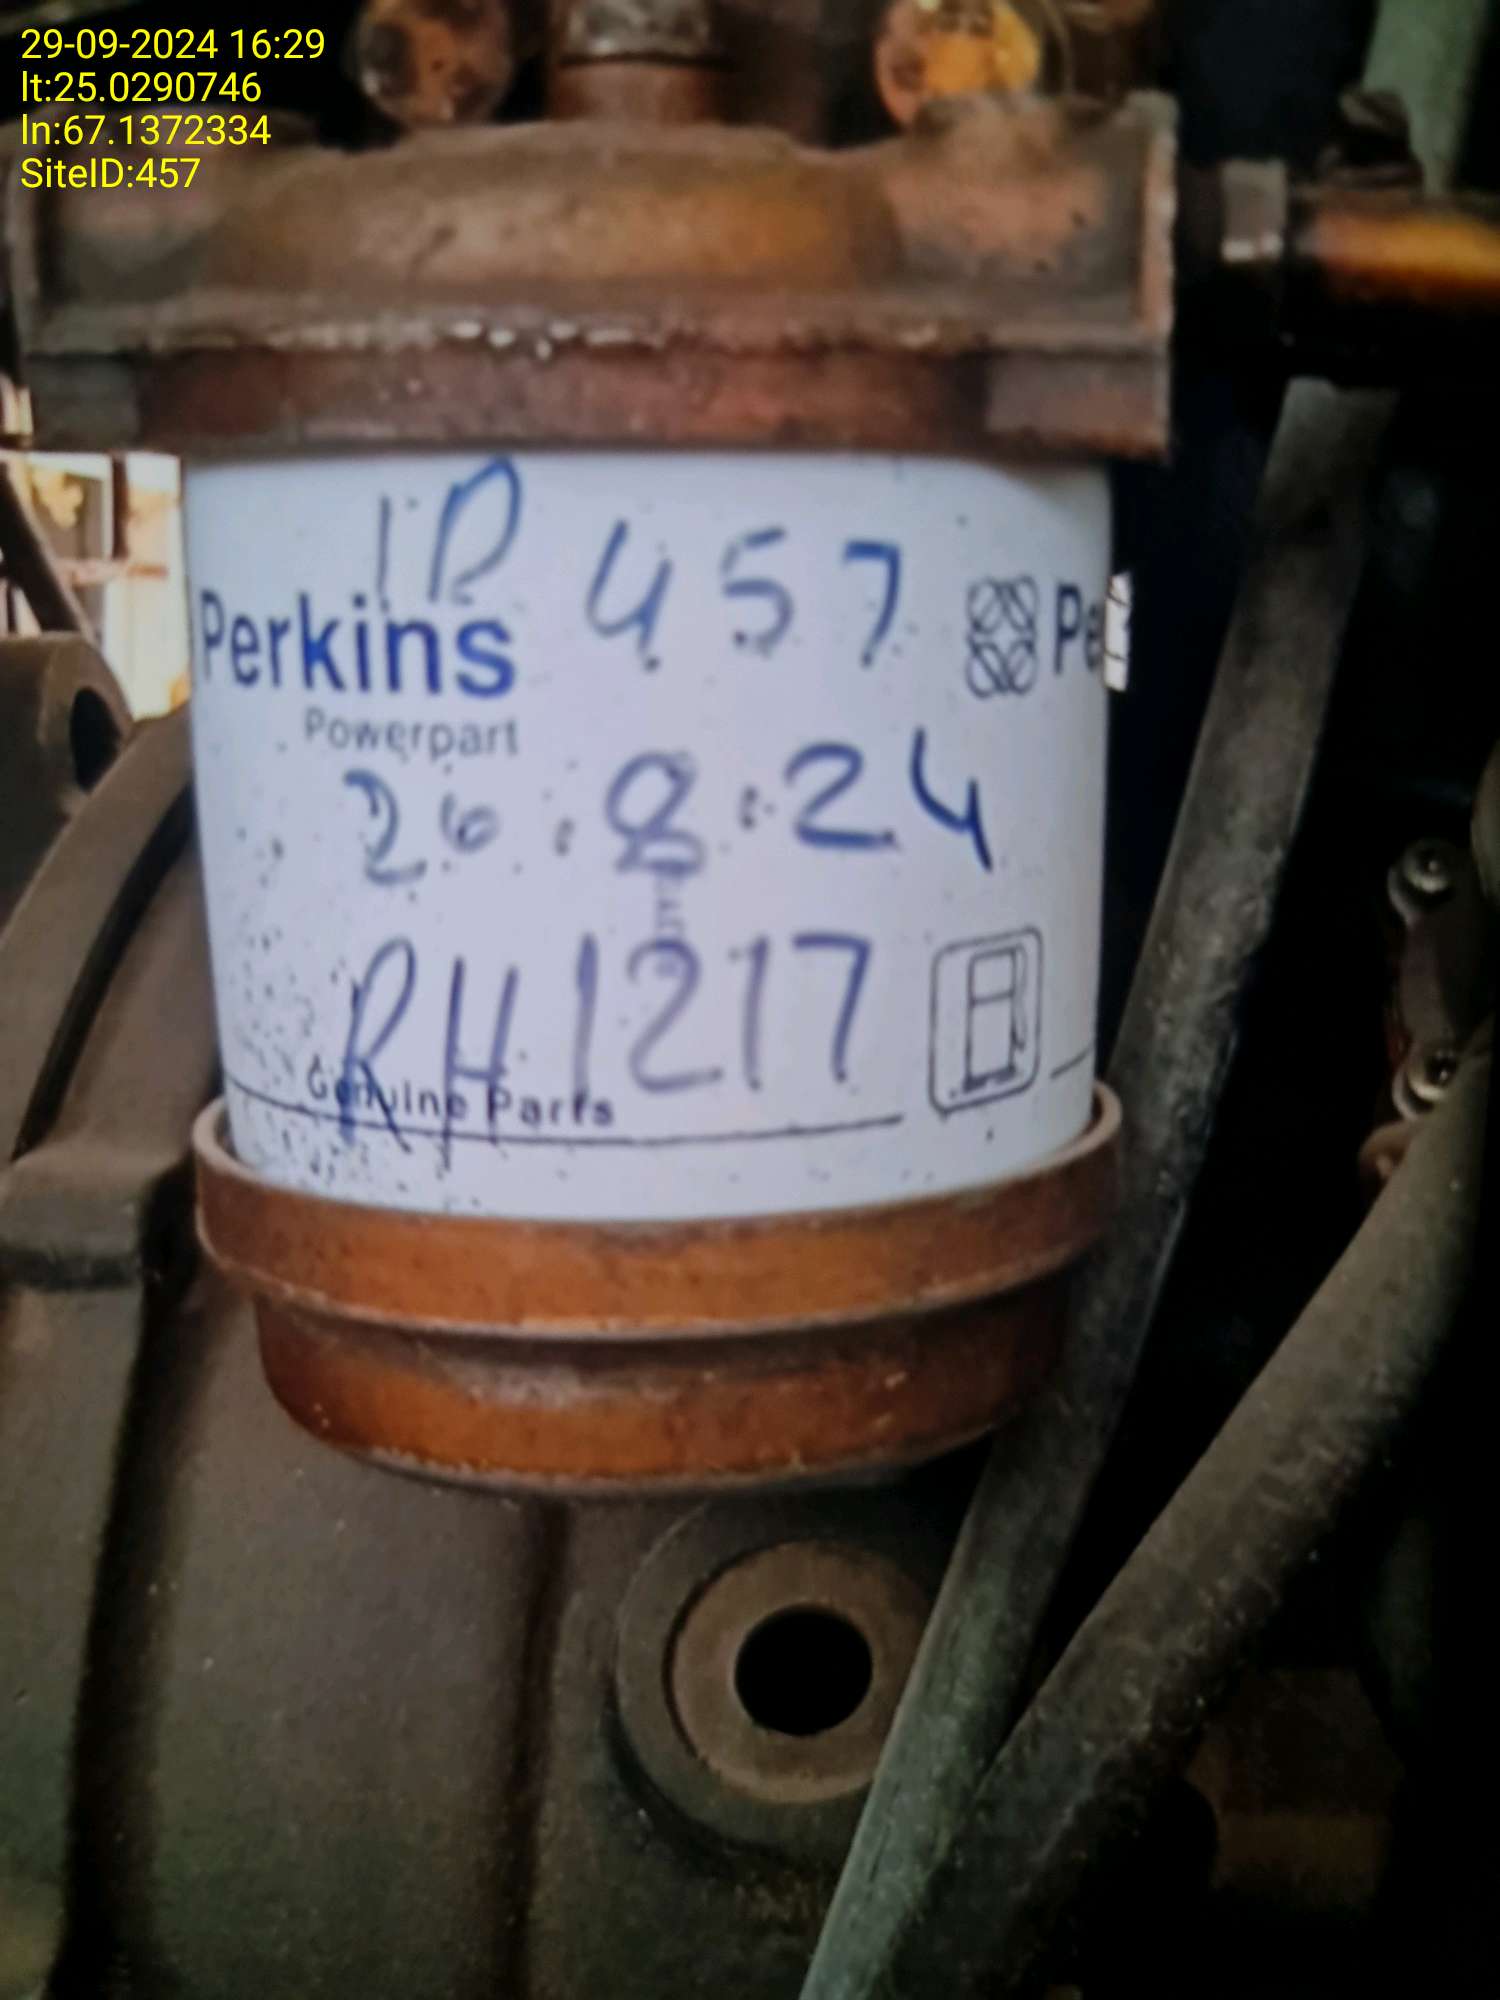 29-09-2024 16:29
lt:25.0290746
ln:67.1372334
SiteID:457
ID 457
Perkins
Powerpart
Pe
26:8:24
RH1217
Genuine Parts